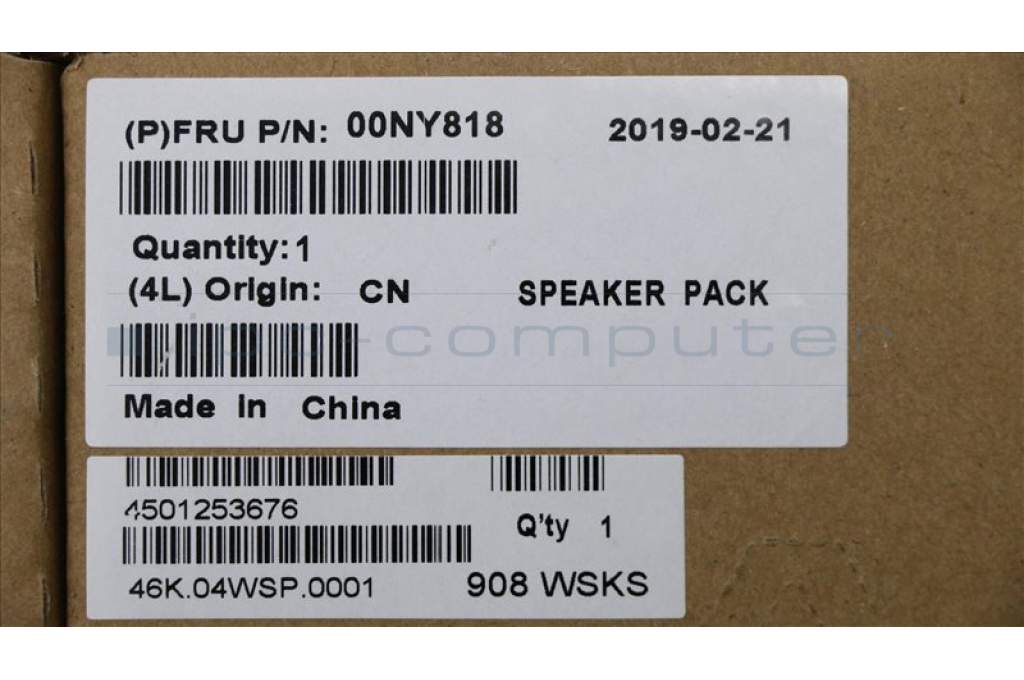 (P)FRU P/N: 00NY818 2019-02-21
Quantity: 1
(4L) Origin: CN SPEAKER PACK
ipc-computer
Made In China
4501253676
Q'ty 1
46K.04WSP.0001 908 WSKS